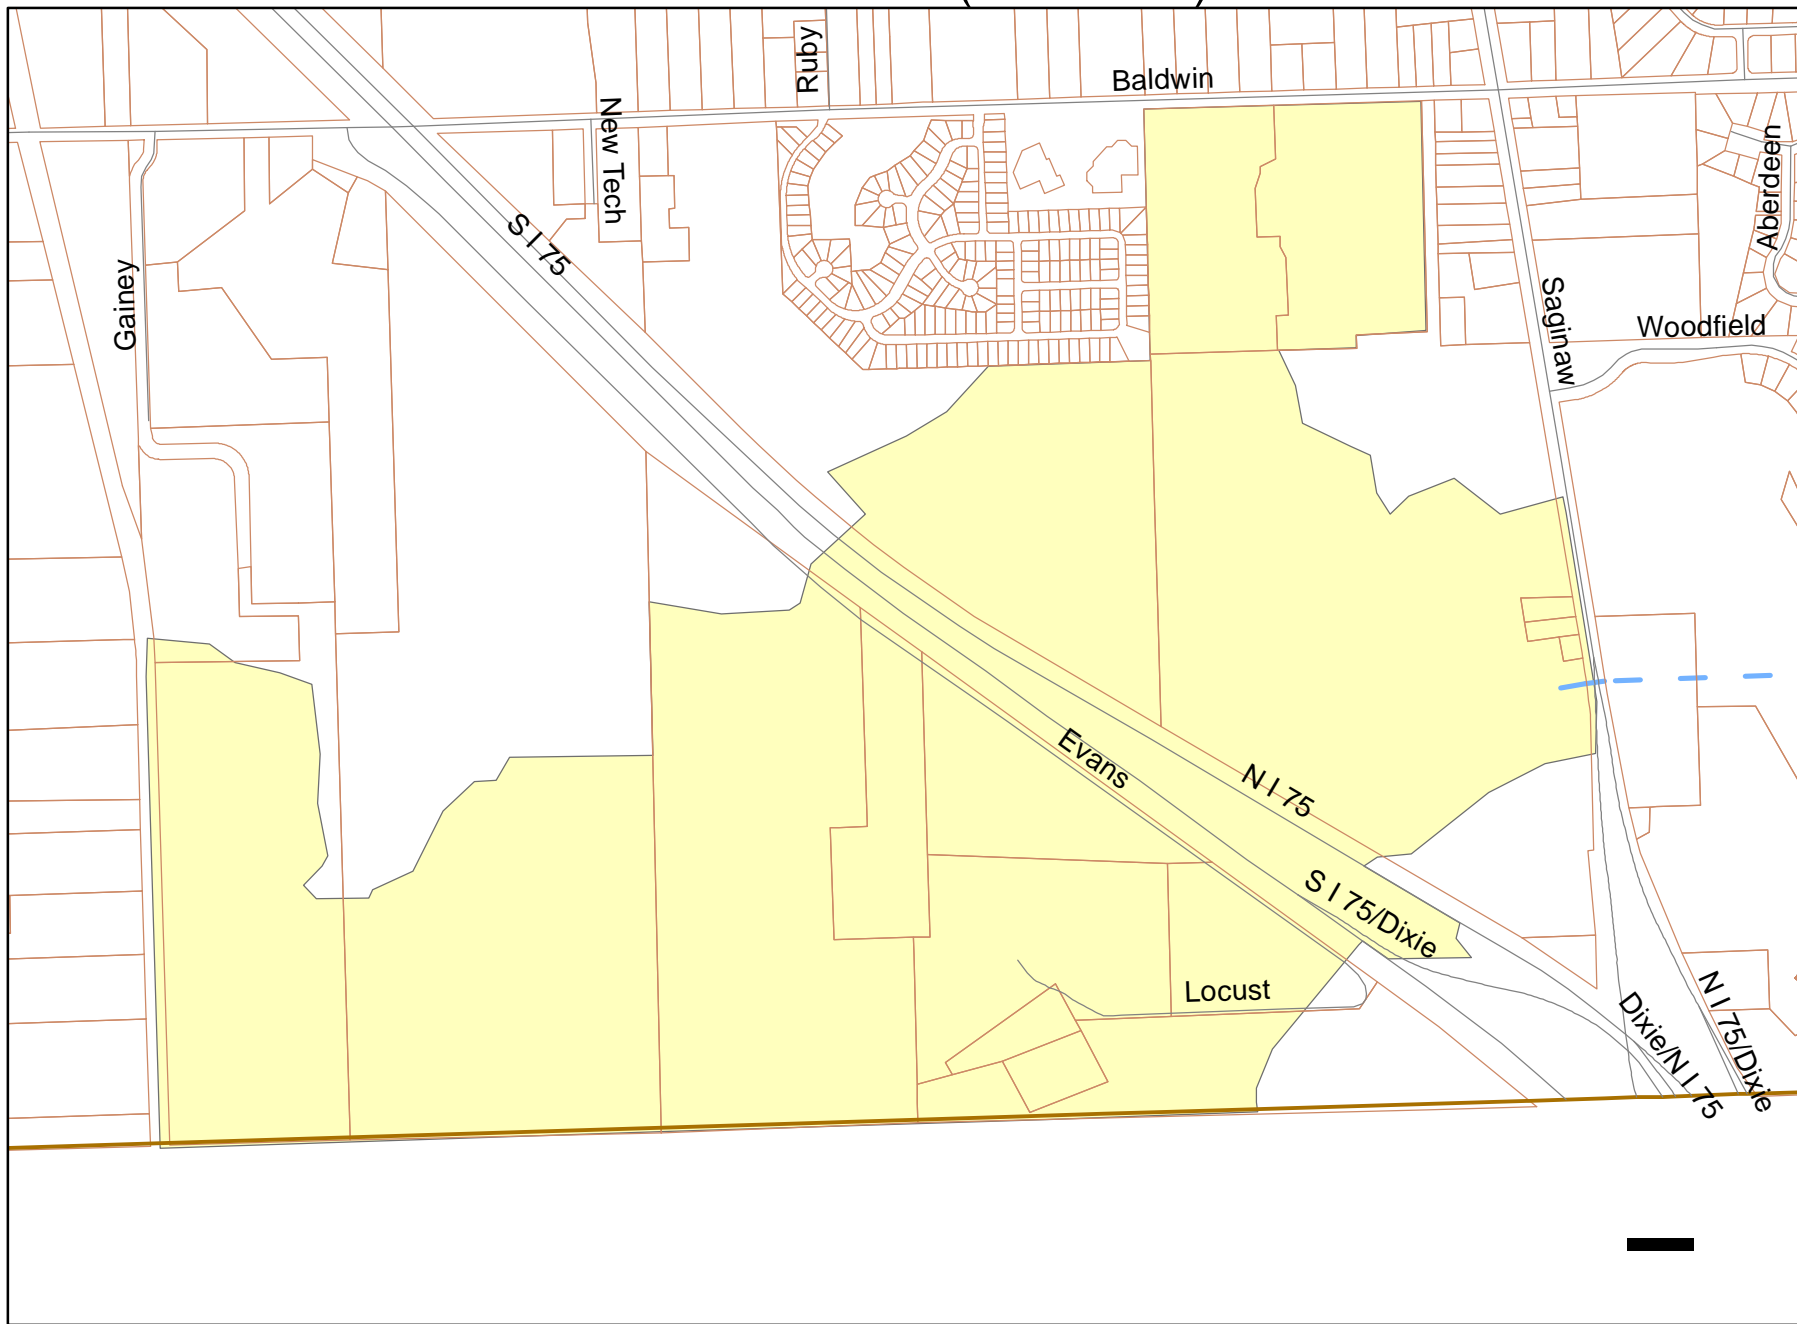 Ruby
Baldwin
New Tech
Aberdeen
S I 75
Gainey
Saginaw
Woodfield
Evans
N I 75
S I 75/Dixie
Locust
Dixie/N I 75
N I 75/Dixie